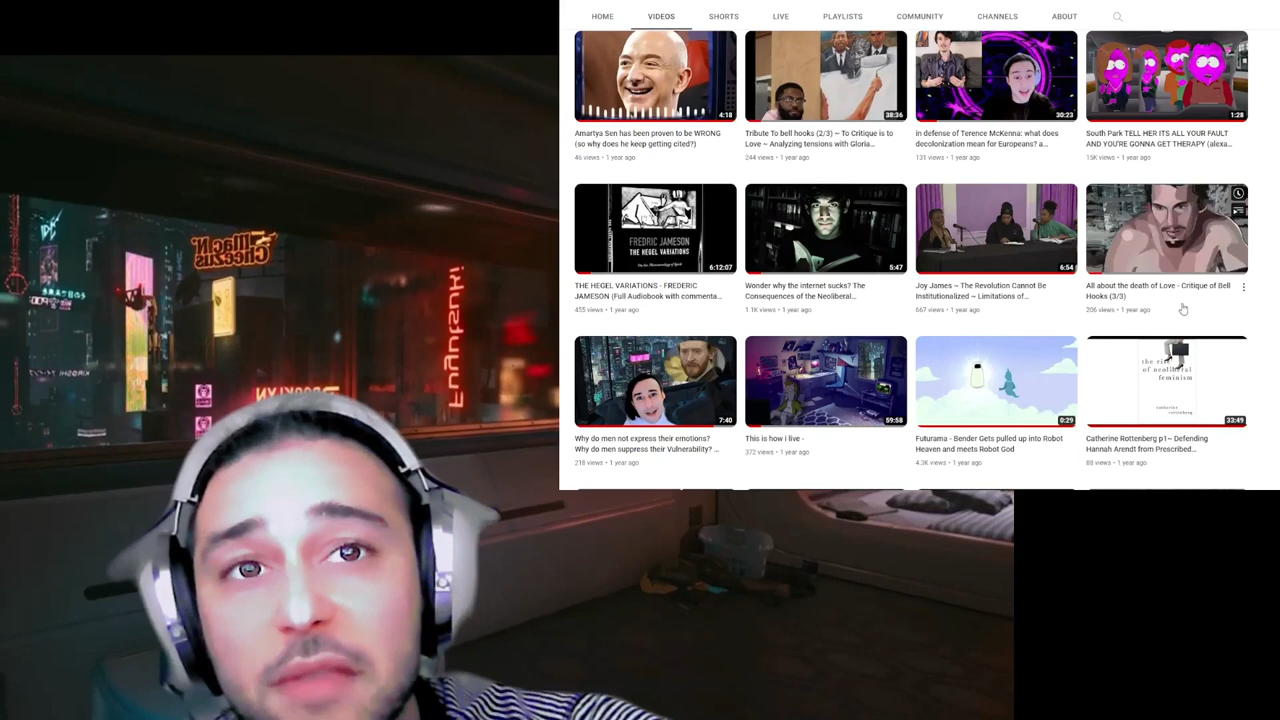 HOME VIDEOS SHORTS LIVE PLAYLISTS COMMUNITY CHANNELS ABOUT
4:18
38:36
30:23
1:28
Amartya Sen has been proven to be WRONG
(so why does he keep getting cited?)
46 views • 1 year ago
Tribute To bell hooks (2/3) ~ To Critique is to
Love ~ Analyzing tensions with Gloria...
244 views • 1 year ago
in defense of Terence McKenna: what does
decolonization mean for Europeans? a...
131 views • 1 year ago
South Park TELL HER ITS ALL YOUR FAULT
AND YOU'RE GONNA GET THERAPY (alexa...
15K views • 1 year ago
FREDRIC JAMESON
THE HEGEL VARIATIONS
6:12:07
5:47
6:54
THE HEGEL VARIATIONS - FREDERIC
JAMESON (Full Audiobook with commenta...
455 views • 1 year ago
Wonder why the internet sucks? The
Consequences of the Neoliberal...
1.1K views • 1 year ago
Joy James ~ The Revolution Cannot Be
Institutionalized ~ Limitations of...
667 views • 1 year ago
All about the death of Love - Critique of Bell
Hooks (3/3)
206 views • 1 year ago
7:40
59:58
0:29
the rise
of neoliberal
feminism
catherine
rottenberg
33:49
Why do men not express their emotions?
Why do men suppress their Vulnerability? ...
218 views • 1 year ago
This is how i live -
372 views • 1 year ago
Futurama - Bender Gets pulled up into Robot
Heaven and meets Robot God
4.3K views • 1 year ago
Catherine Rottenberg p1~ Defending
Hannah Arendt from Prescribed...
88 views • 1 year ago
Mac N'
Cheezus